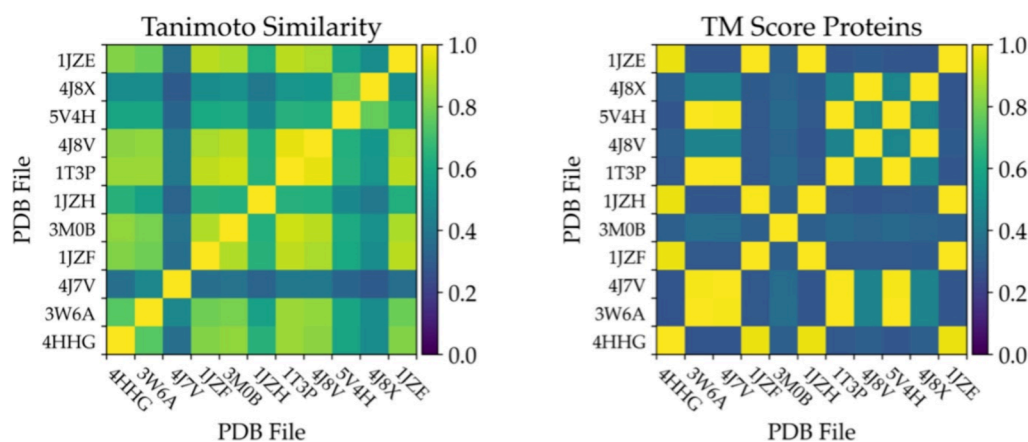 Tanimoto Similarity
PDB File
1JZE
4J8X
5V4H
4J8V
1T3P
1JZH
3M0B
1JZF
4J7V
3W6A
4HHG
4HHG
3W6A
4J7V
1JZF
3M0B
1JZH
1T3P
4J8V
5V4H
4J8X
1JZE
PDB File
1.0
0.8
0.6
0.4
0.2
0.0
TM Score Proteins
PDB File
1JZE
4J8X
5V4H
4J8V
1T3P
1JZH
3M0B
1JZF
4J7V
3W6A
4HHG
4HHG
3W6A
4J7V
1JZF
3M0B
1JZH
1T3P
4J8V
5V4H
4J8X
1JZE
PDB File
1.0
0.8
0.6
0.4
0.2
0.0